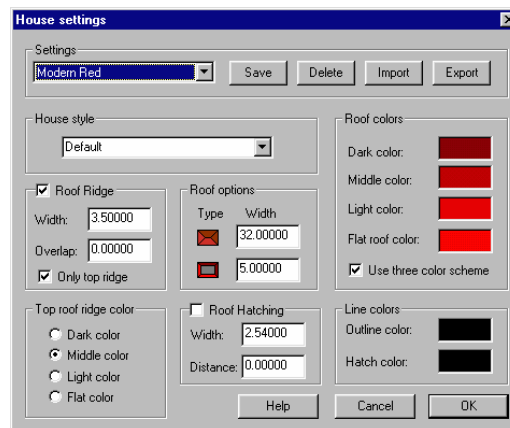 House settings
Settings
Modern Red
Save
Delete
Import
Export
House style
Default
Roof colors
Dark color:
Middle color:
Light color:
Flat roof color:
Use three color scheme
Roof Ridge
Width: 3.50000
Overlap: 0.00000
Only top ridge
Roof options
Type Width
32.00000
5.00000
Top roof ridge color
Dark color
Middle color
Light color
Flat color
Roof Hatching
Width: 2.54000
Distance: 0.00000
Line colors
Outline color:
Hatch color:
Help
Cancel
OK